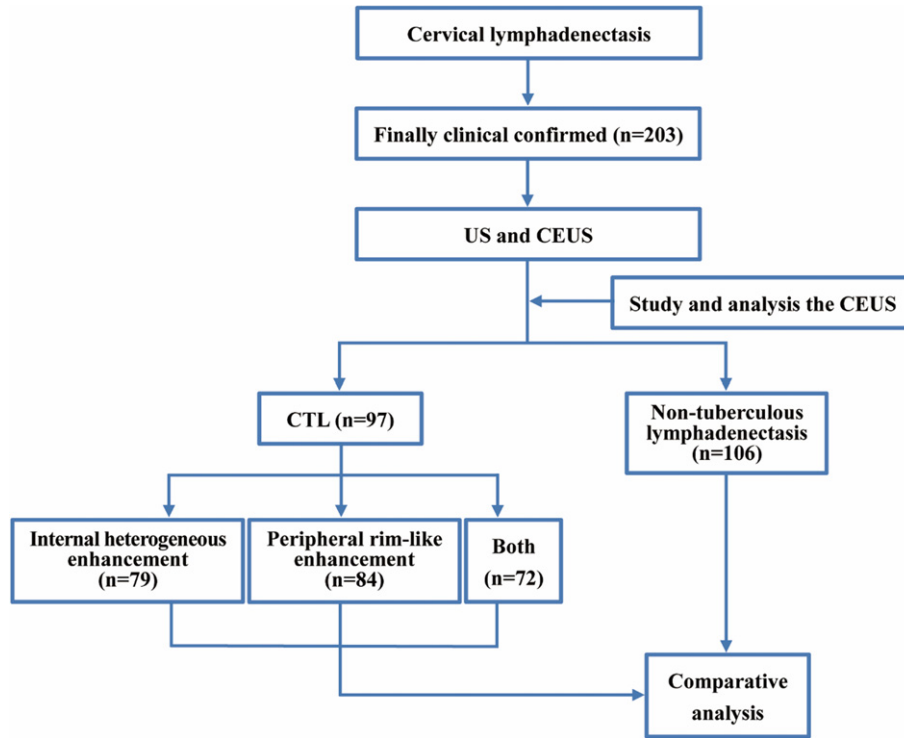 Cervical lymphadenectasis
Finally clinical confirmed (n=203)
US and CEUS
Study and analysis the CEUS
CTL (n=97)
Non-tuberculous
lymphadenectasis
(n=106)
Internal heterogeneous
enhancement
(n=79)
Peripheral rim-like
enhancement
(n=84)
Both
(n=72)
Comparative
analysis